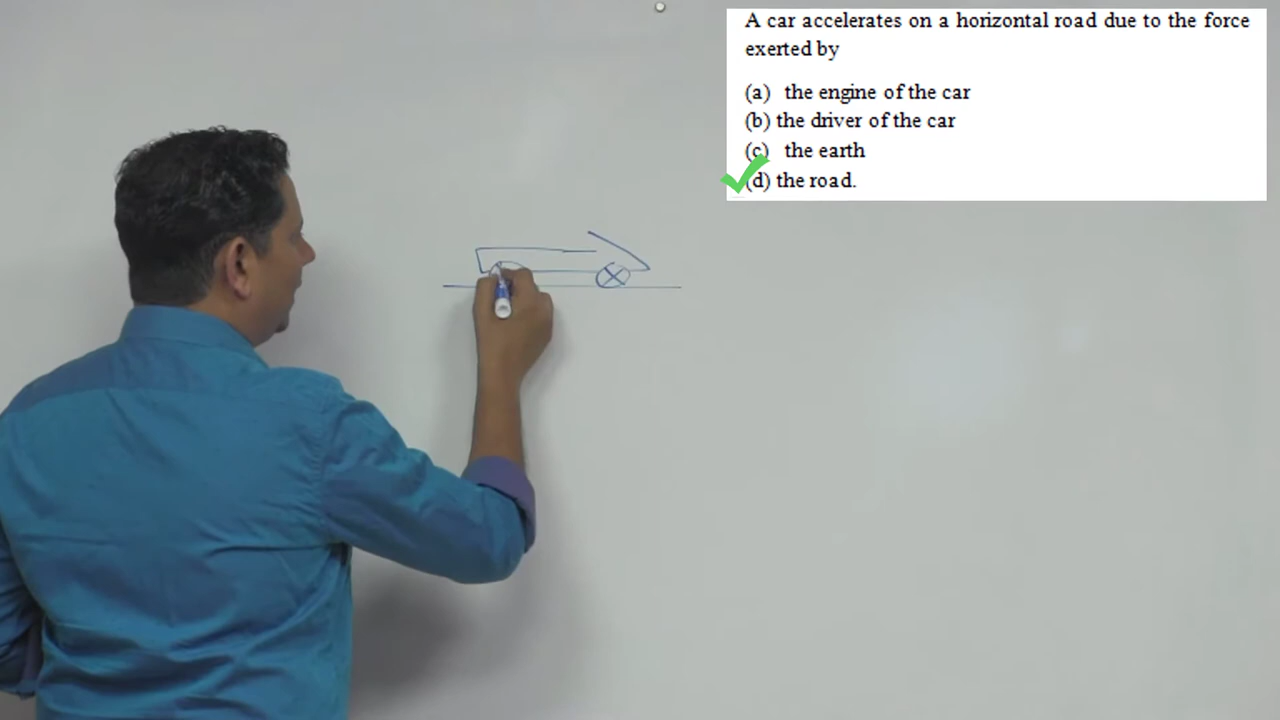 A car accelerates on a horizontal road due to the force
exerted by
(a) the engine of the car
(b) the driver of the car
(c) the earth
(d) the road.